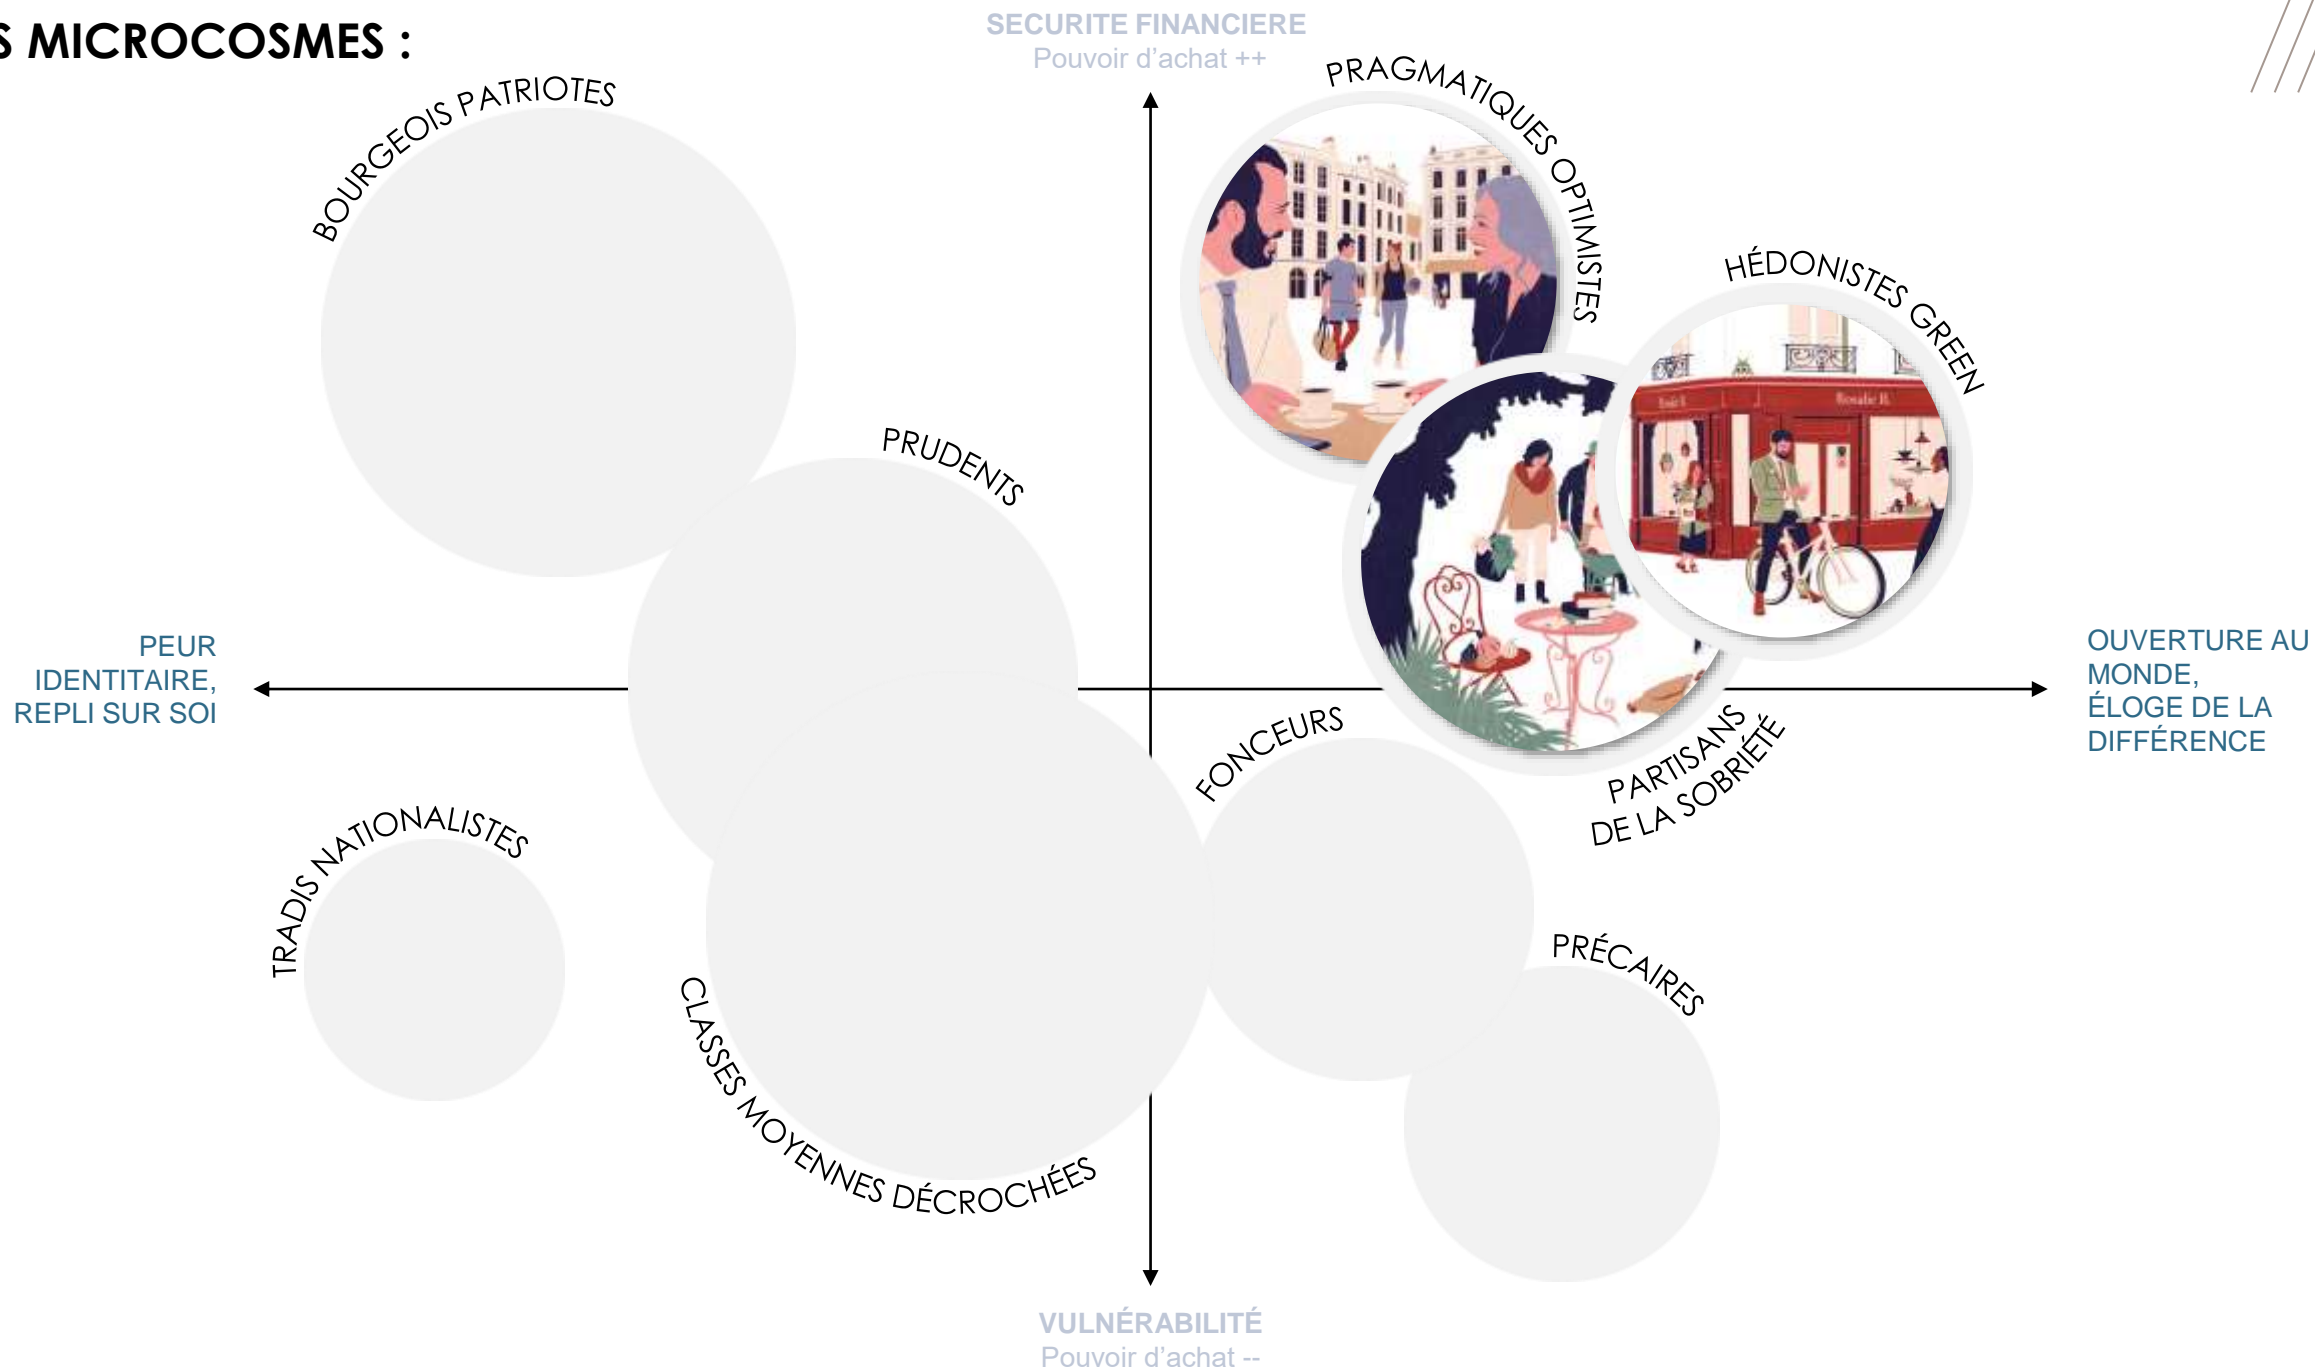 S MICROCOSMES :
SECURITE FINANCIERE
Pouvoir d'achat ++
BOURGEOIS PATRIOTES
PRAGMATIQUES OPTIMISTES
HÉDONISTES GREEN
PRUDENTS
PEUR
IDENTITAIRE,
REPLI SUR SOI
OUVERTURE AU
MONDE,
ÉLOGE DE LA
DIFFÉRENCE
FONCEURS
PARTISANS
DE LA SOBRIÉTÉ
TRADIS NATIONALISTES
PRÉCAIRES
CLASSES MOYENNES DÉCROCHÉES
VULNÉRABILITÉ
Pouvoir d'achat --